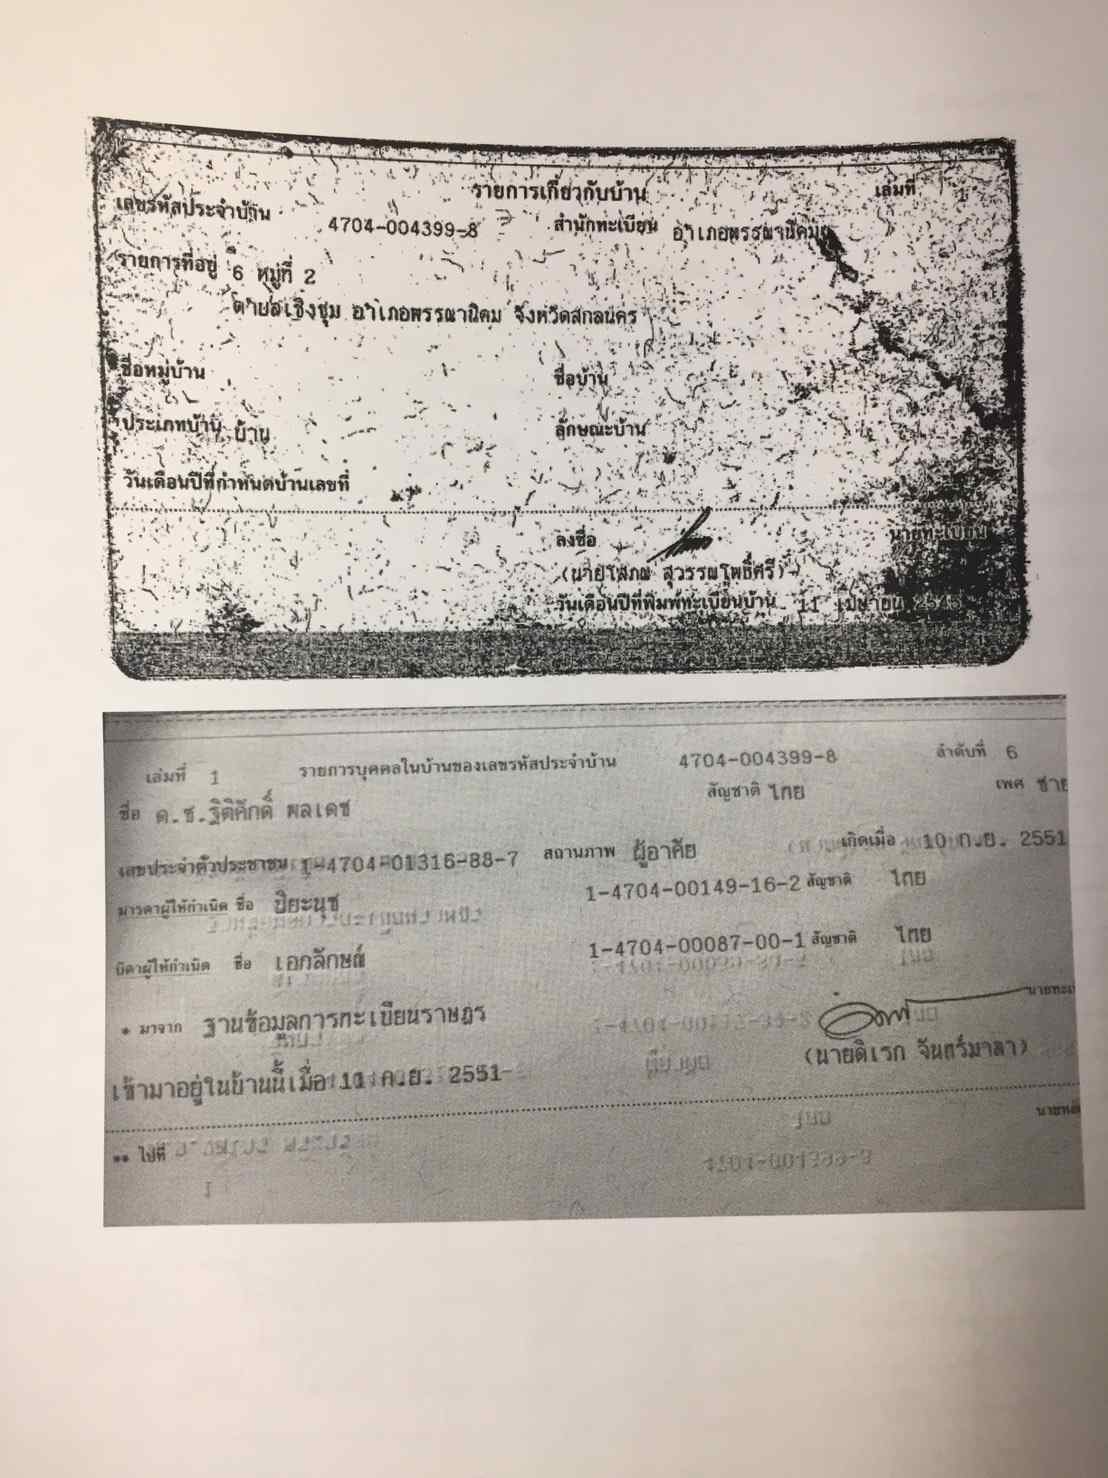 รายการเกี่ยวกับบ้าน เล่มที่ 1
เลขรหัสประจำบ้าน 4704-004399-8 สำนักทะเบียน อำเภอพรรณานิคม
รายการที่อยู่ 6 หมู่ที่ 2
ตำบลเชิงชุม อำเภอพรรณานิคม จังหวัดสกลนคร
ชื่อหมู่บ้าน ชื่อบ้าน
ประเภทบ้าน บ้าน ลักษณะบ้าน
วันเดือนปีที่กำหนดบ้านเลขที่
ลงชื่อ นายทะเบียน
(นายโสภณ สุวรรณโพธิ์ศรี)
วันเดือนปีที่พิมพ์ทะเบียนบ้าน 11 เมษายน
เล่มที่ 1 รายการบุคคลในบ้านของเลขรหัสประจำบ้าน 4704-004399-8 ลำดับที่ 6
ชื่อ ด.ช.ฐิติศักดิ์ ผลเดช สัญชาติ ไทย เพศ ชาย
เลขประจำตัวประชาชน 1-4704-01316-88-7 สถานภาพ ผู้อาศัย เกิดเมื่อ 10 ก.ย. 2551
มารดาผู้ให้กำเนิด ชื่อ ปิยะนุช 1-4704-00149-16-2 สัญชาติ ไทย
บิดาผู้ให้กำเนิด ชื่อ เอกลักษณ์ 1-4704-00087-00-1 สัญชาติ ไทย
* มาจาก ฐานข้อมูลการทะเบียนราษฎร นายทะเ
(นายดิเรก จันทร์มาลา)
เข้ามาอยู่ในบ้านนี้เมื่อ 11 ก.ย. 2551
** ไปที่ นายทะเ